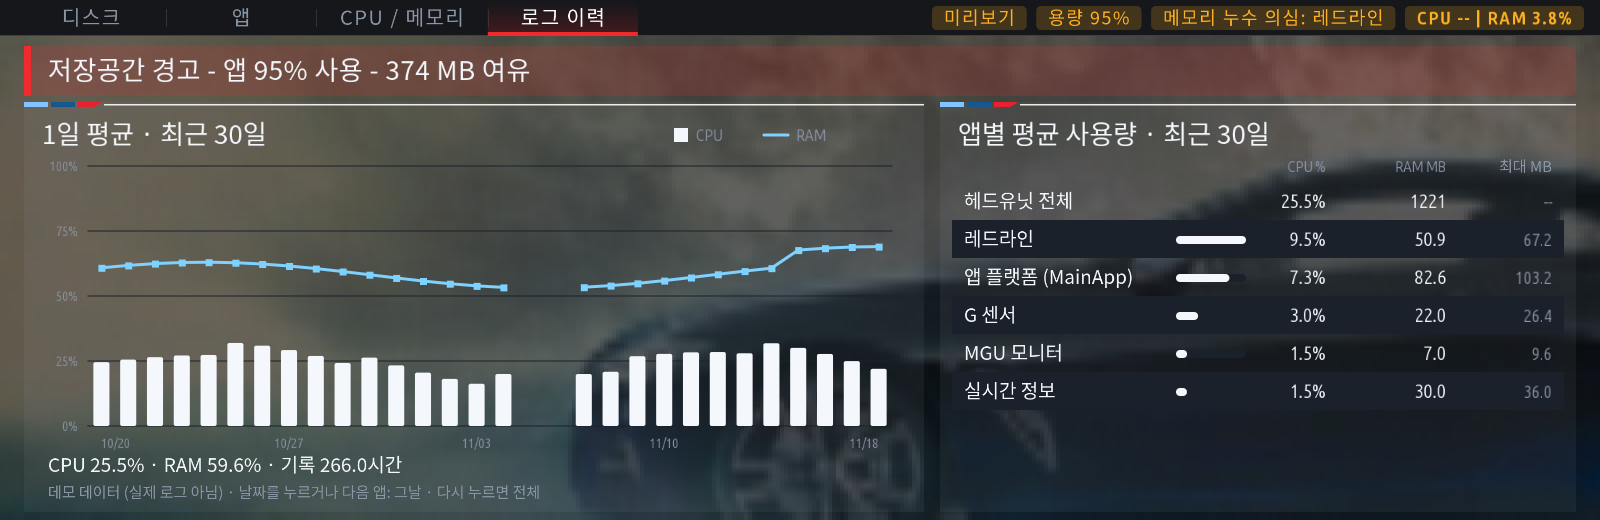 디스크 앱 CPU / 메모리 로그 이력 미리보기 용량 95% 메모리 누수 의심: 레드라인 CPU -- | RAM 3.8%
저장공간 경고 - 앱 95% 사용 - 374 MB 여유
1일 평균 · 최근 30일
CPU RAM
100%
75%
50%
25%
0%
10/20 10/27 11/03 11/10 11/18
CPU 25.5% · RAM 59.6% · 기록 266.0시간
데모 데이터 (실제 로그 아님) · 날짜를 누르거나 다음 앱: 그날 · 다시 누르면 전체
앱별 평균 사용량 · 최근 30일
CPU % RAM MB 최대 MB
헤드유닛 전체 25.5% 1221 --
레드라인 9.5% 50.9 67.2
앱 플랫폼 (MainApp) 7.3% 82.6 103.2
G 센서 3.0% 22.0 26.4
MGU 모니터 1.5% 7.0 9.6
실시간 정보 1.5% 30.0 36.0